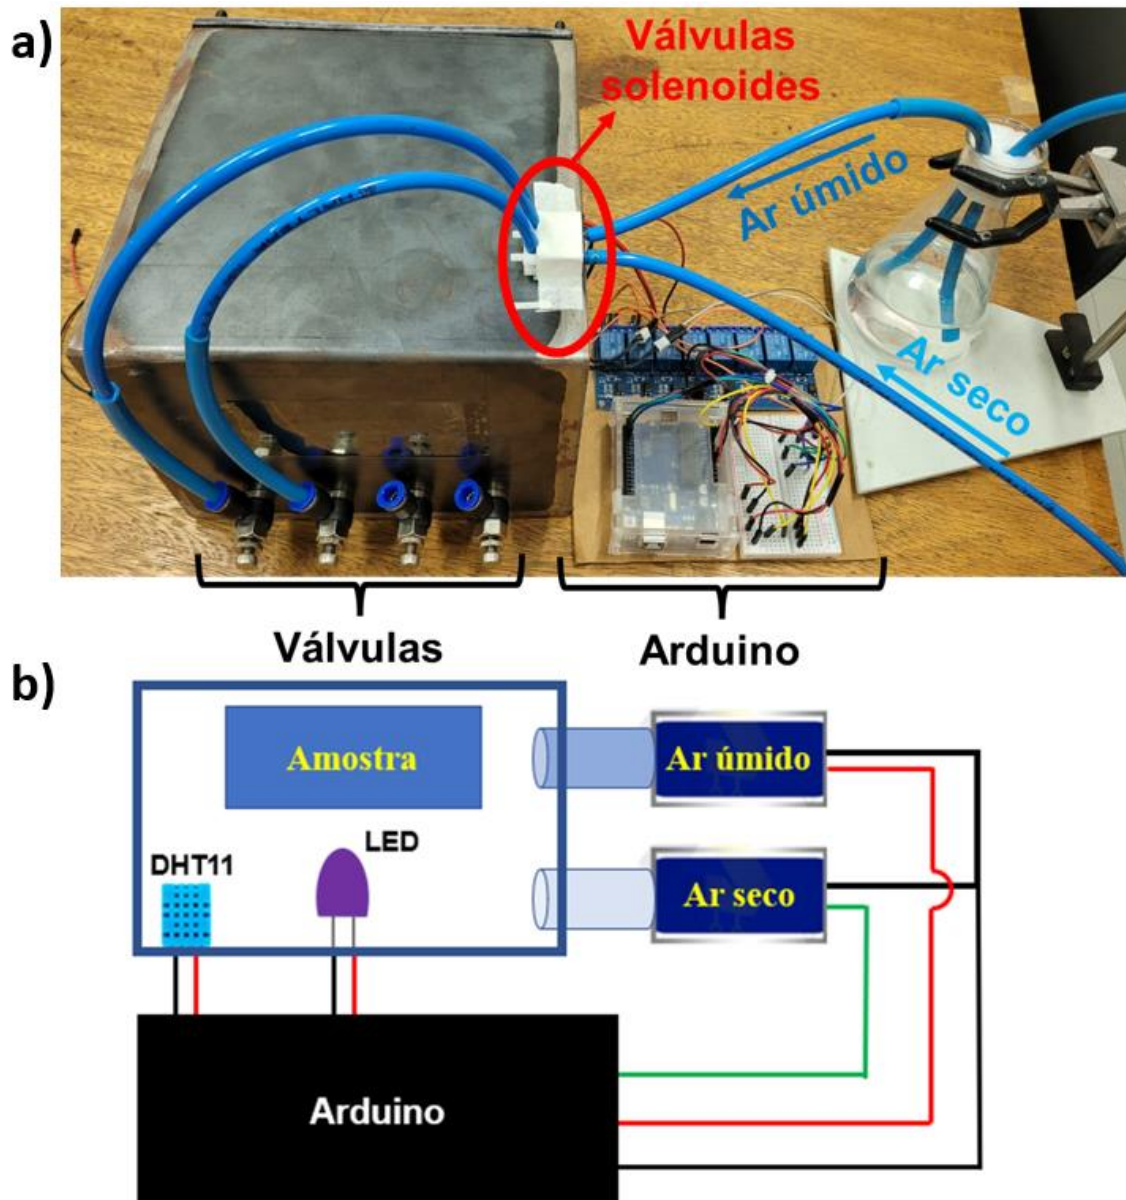 a)
Válvulas
solenoides
Ar úmido
Ar seco
Válvulas
Arduino
b)
Amostra
Ar úmido
LED
DHT11
Ar seco
Arduino